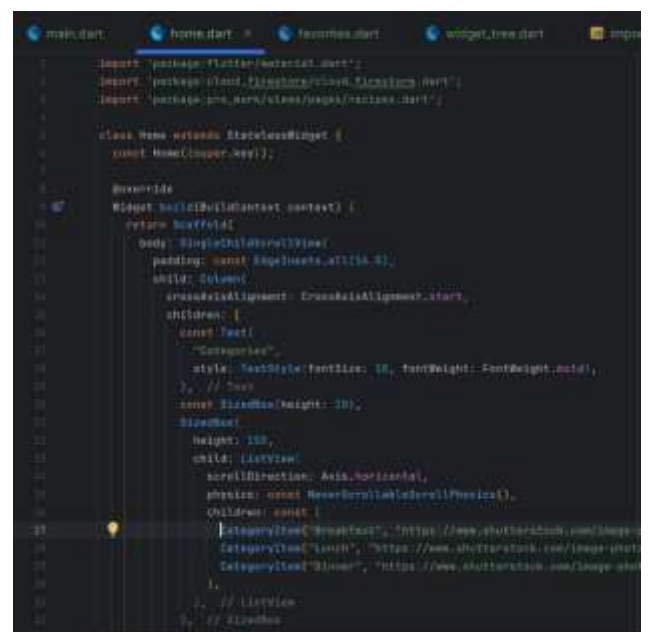 main.dart home.dart × favorites.dart widget_tree.dart
import 'package:flutter/material.dart';
import 'package:cloud_firestore/cloud_firestore.dart';
import 'package:pro_work/views/pages/recipes.dart';
class Home extends StatelessWidget {
const Home({super.key});
@override
Widget build(BuildContext context) {
return Scaffold(
body: SingleChildScrollView(
padding: const EdgeInsets.all(16.0),
child: Column(
crossAxisAlignment: CrossAxisAlignment.start,
children: [
const Text(
"Categories",
style: TextStyle(fontSize: 18, fontWeight: FontWeight.bold),
), // Text
const SizedBox(height: 10),
SizedBox(
height: 150,
child: ListView(
scrollDirection: Axis.horizontal,
physics: const NeverScrollableScrollPhysics(),
children: const [
CategoryItem("Breakfast", "https://www.shutterstock.com/image-p
CategoryItem("Lunch", "https://www.shutterstock.com/image-phot
CategoryItem("Dinner", "https://www.shutterstock.com/image-phot
],
), // ListView
), // SizedBox